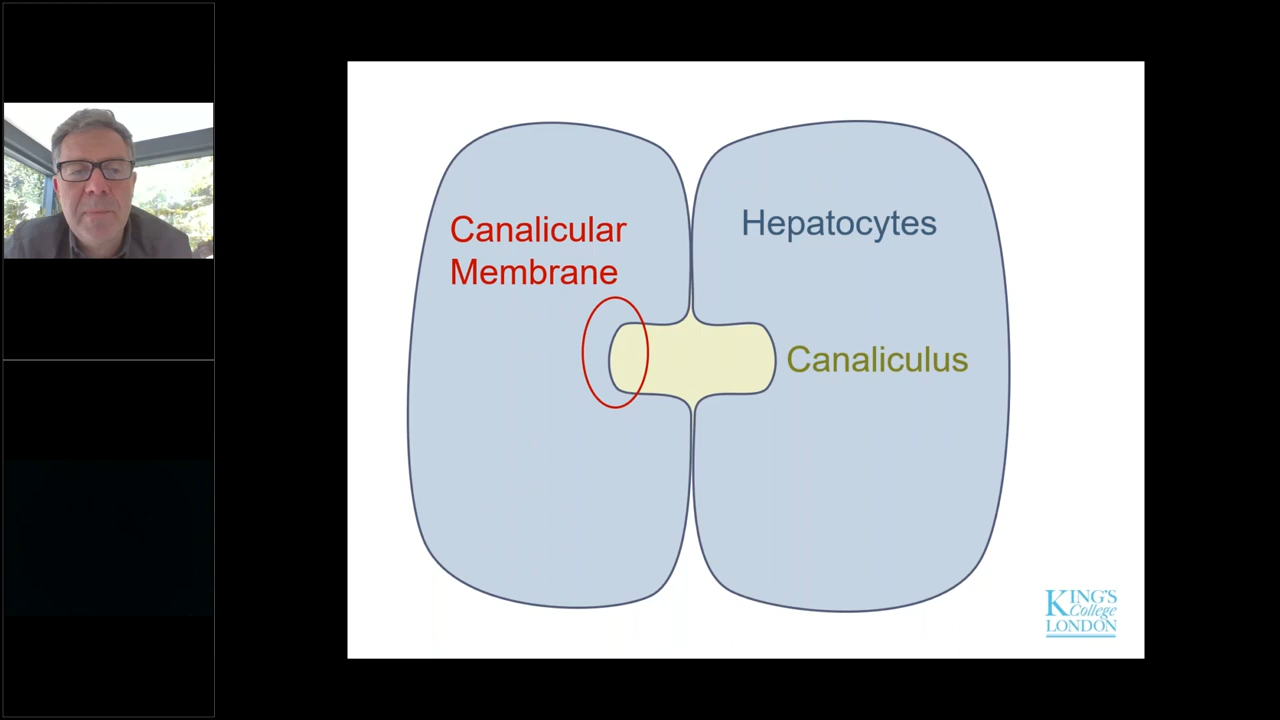 Canalicular
Membrane
Hepatocytes
Canaliculus
KING'S
College
LONDON